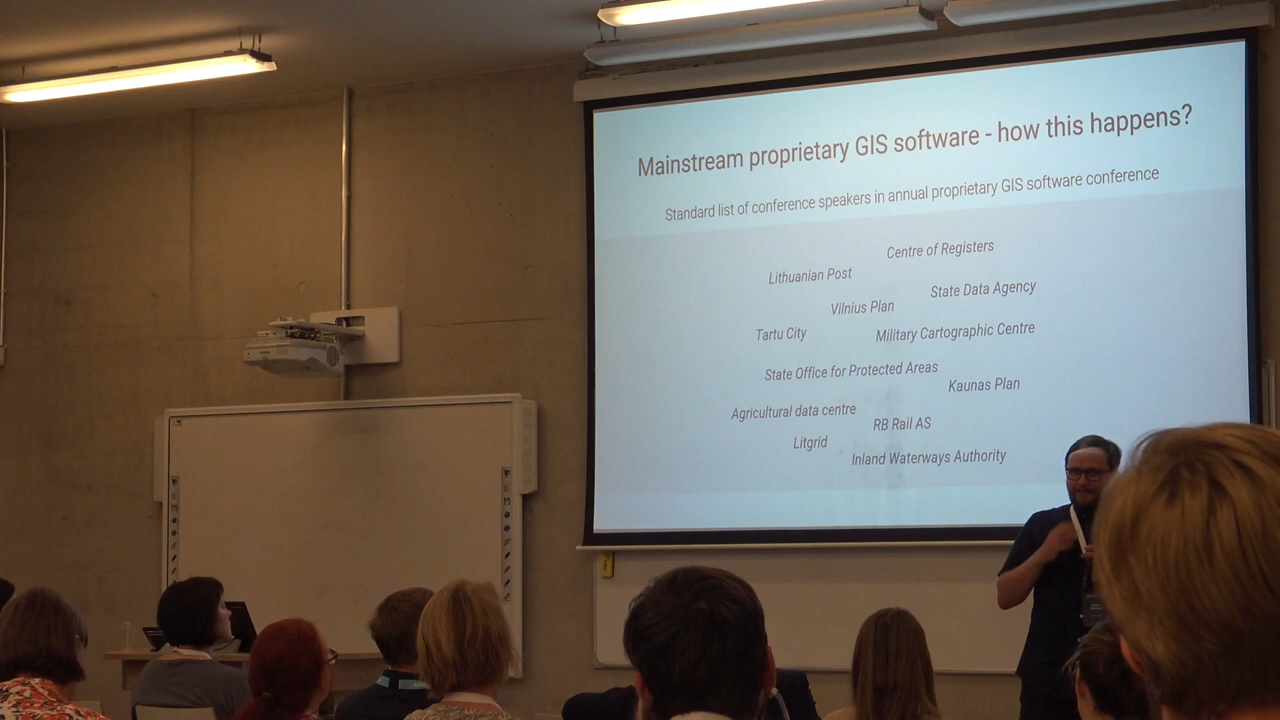 Mainstream proprietary GIS software - how this happens?
Standard list of conference speakers in annual proprietary GIS software conference
Centre of Registers
Lithuanian Post
State Data Agency
Vilnius Plan
Tartu City
Military Cartographic Centre
State Office for Protected Areas
Kaunas Plan
Agricultural data centre
RB Rail AS
Litgrid
Inland Waterways Authority